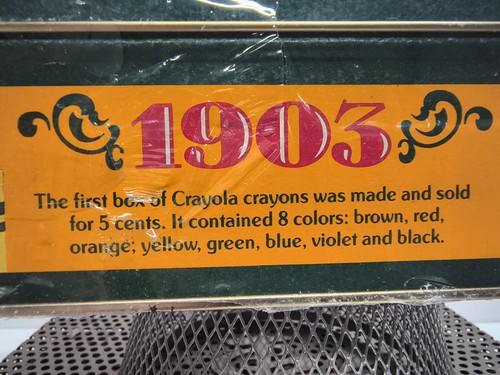 1903
The first box of Crayola crayons was made and sold
for 5 cents. It contained 8 colors: brown, red,
orange, yellow, green, blue, violet and black.